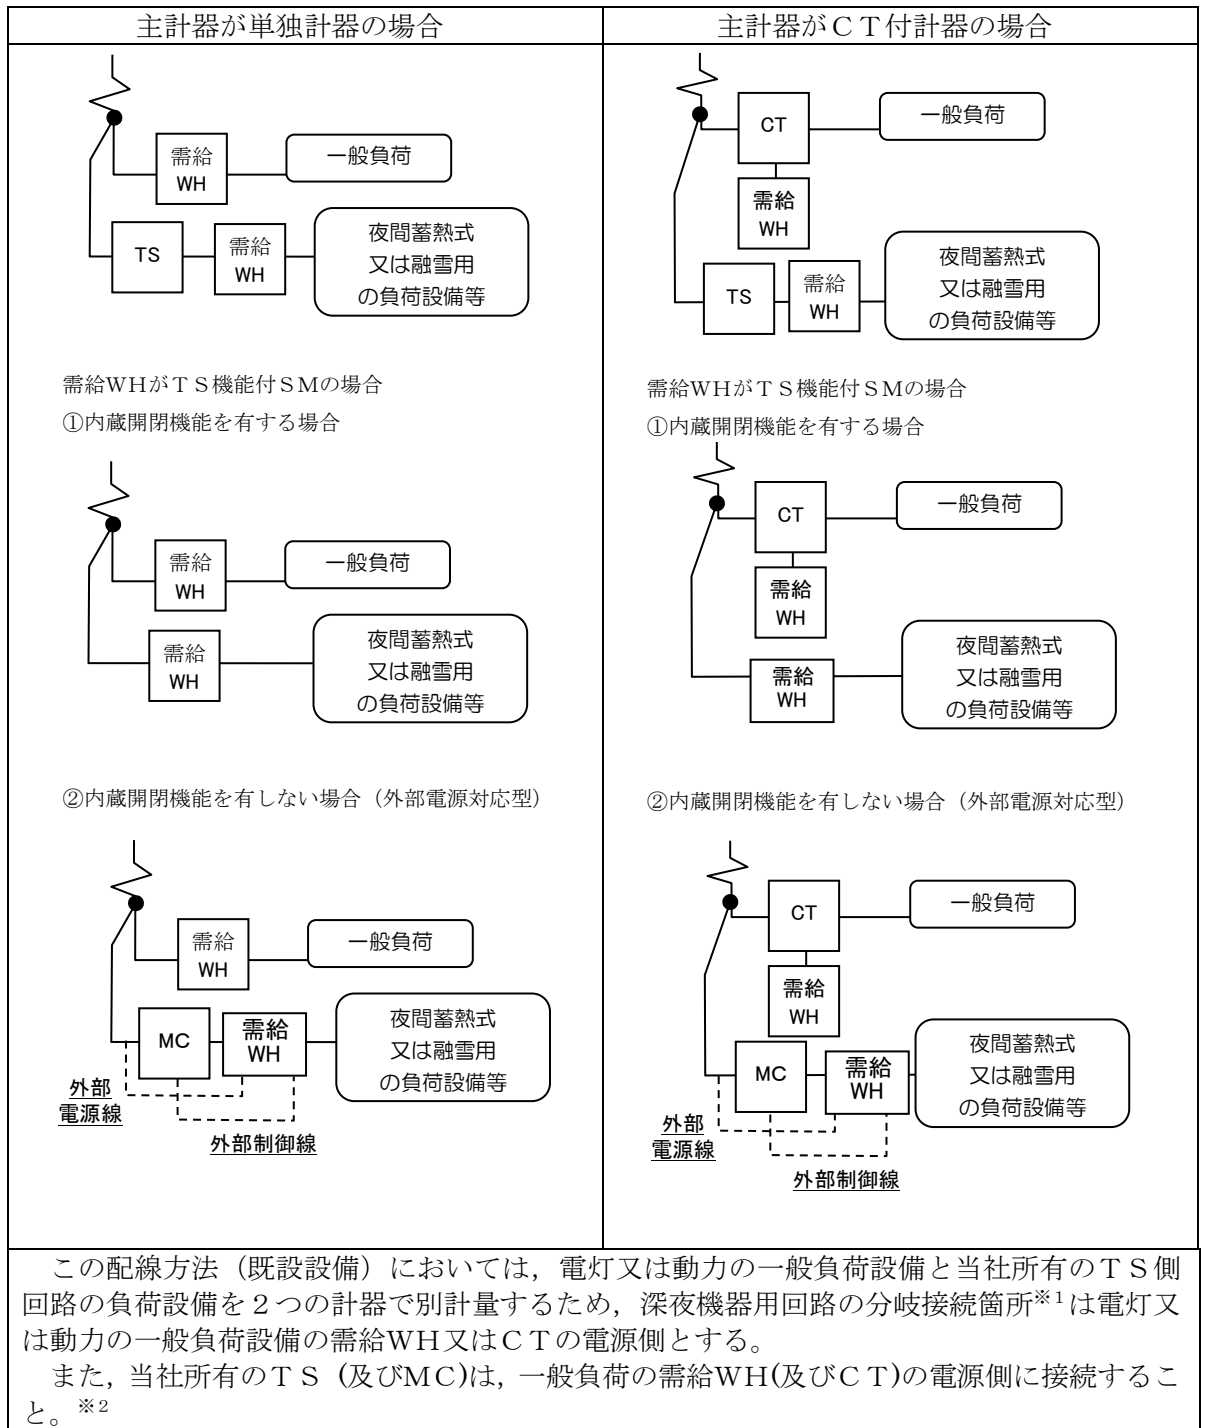 主計器が単独計器の場合
一般負荷
需給
WH
TS
需給
WH
夜間蓄熱式
又は融雪用
の負荷設備等
需給WHがＴＳ機能付ＳＭの場合
①内蔵開閉機能を有する場合
需給
WH
一般負荷
需給
WH
夜間蓄熱式
又は融雪用
の負荷設備等
②内蔵開閉機能を有しない場合（外部電源対応型）
需給
WH
一般負荷
MC
需給
WH
夜間蓄熱式
又は融雪用
の負荷設備等
外部
電源線
外部制御線
主計器がＣＴ付計器の場合
CT
一般負荷
需給
WH
TS
需給
WH
夜間蓄熱式
又は融雪用
の負荷設備等
需給WHがＴＳ機能付ＳＭの場合
①内蔵開閉機能を有する場合
CT
一般負荷
需給
WH
需給
WH
夜間蓄熱式
又は融雪用
の負荷設備等
②内蔵開閉機能を有しない場合（外部電源対応型）
CT
一般負荷
需給
WH
MC
需給
WH
夜間蓄熱式
又は融雪用
の負荷設備等
外部
電源線
外部制御線
この配線方法（既設設備）においては，電灯又は動力の一般負荷設備と当社所有のＴＳ側
回路の負荷設備を２つの計器で別計量するため，深夜機器用回路の分岐接続箇所※1は電灯又
は動力の一般負荷設備の需給WH又はＣＴの電源側とする。
また，当社所有のＴＳ (及びMC)は，一般負荷の需給WH(及びＣＴ)の電源側に接続するこ
と。※2